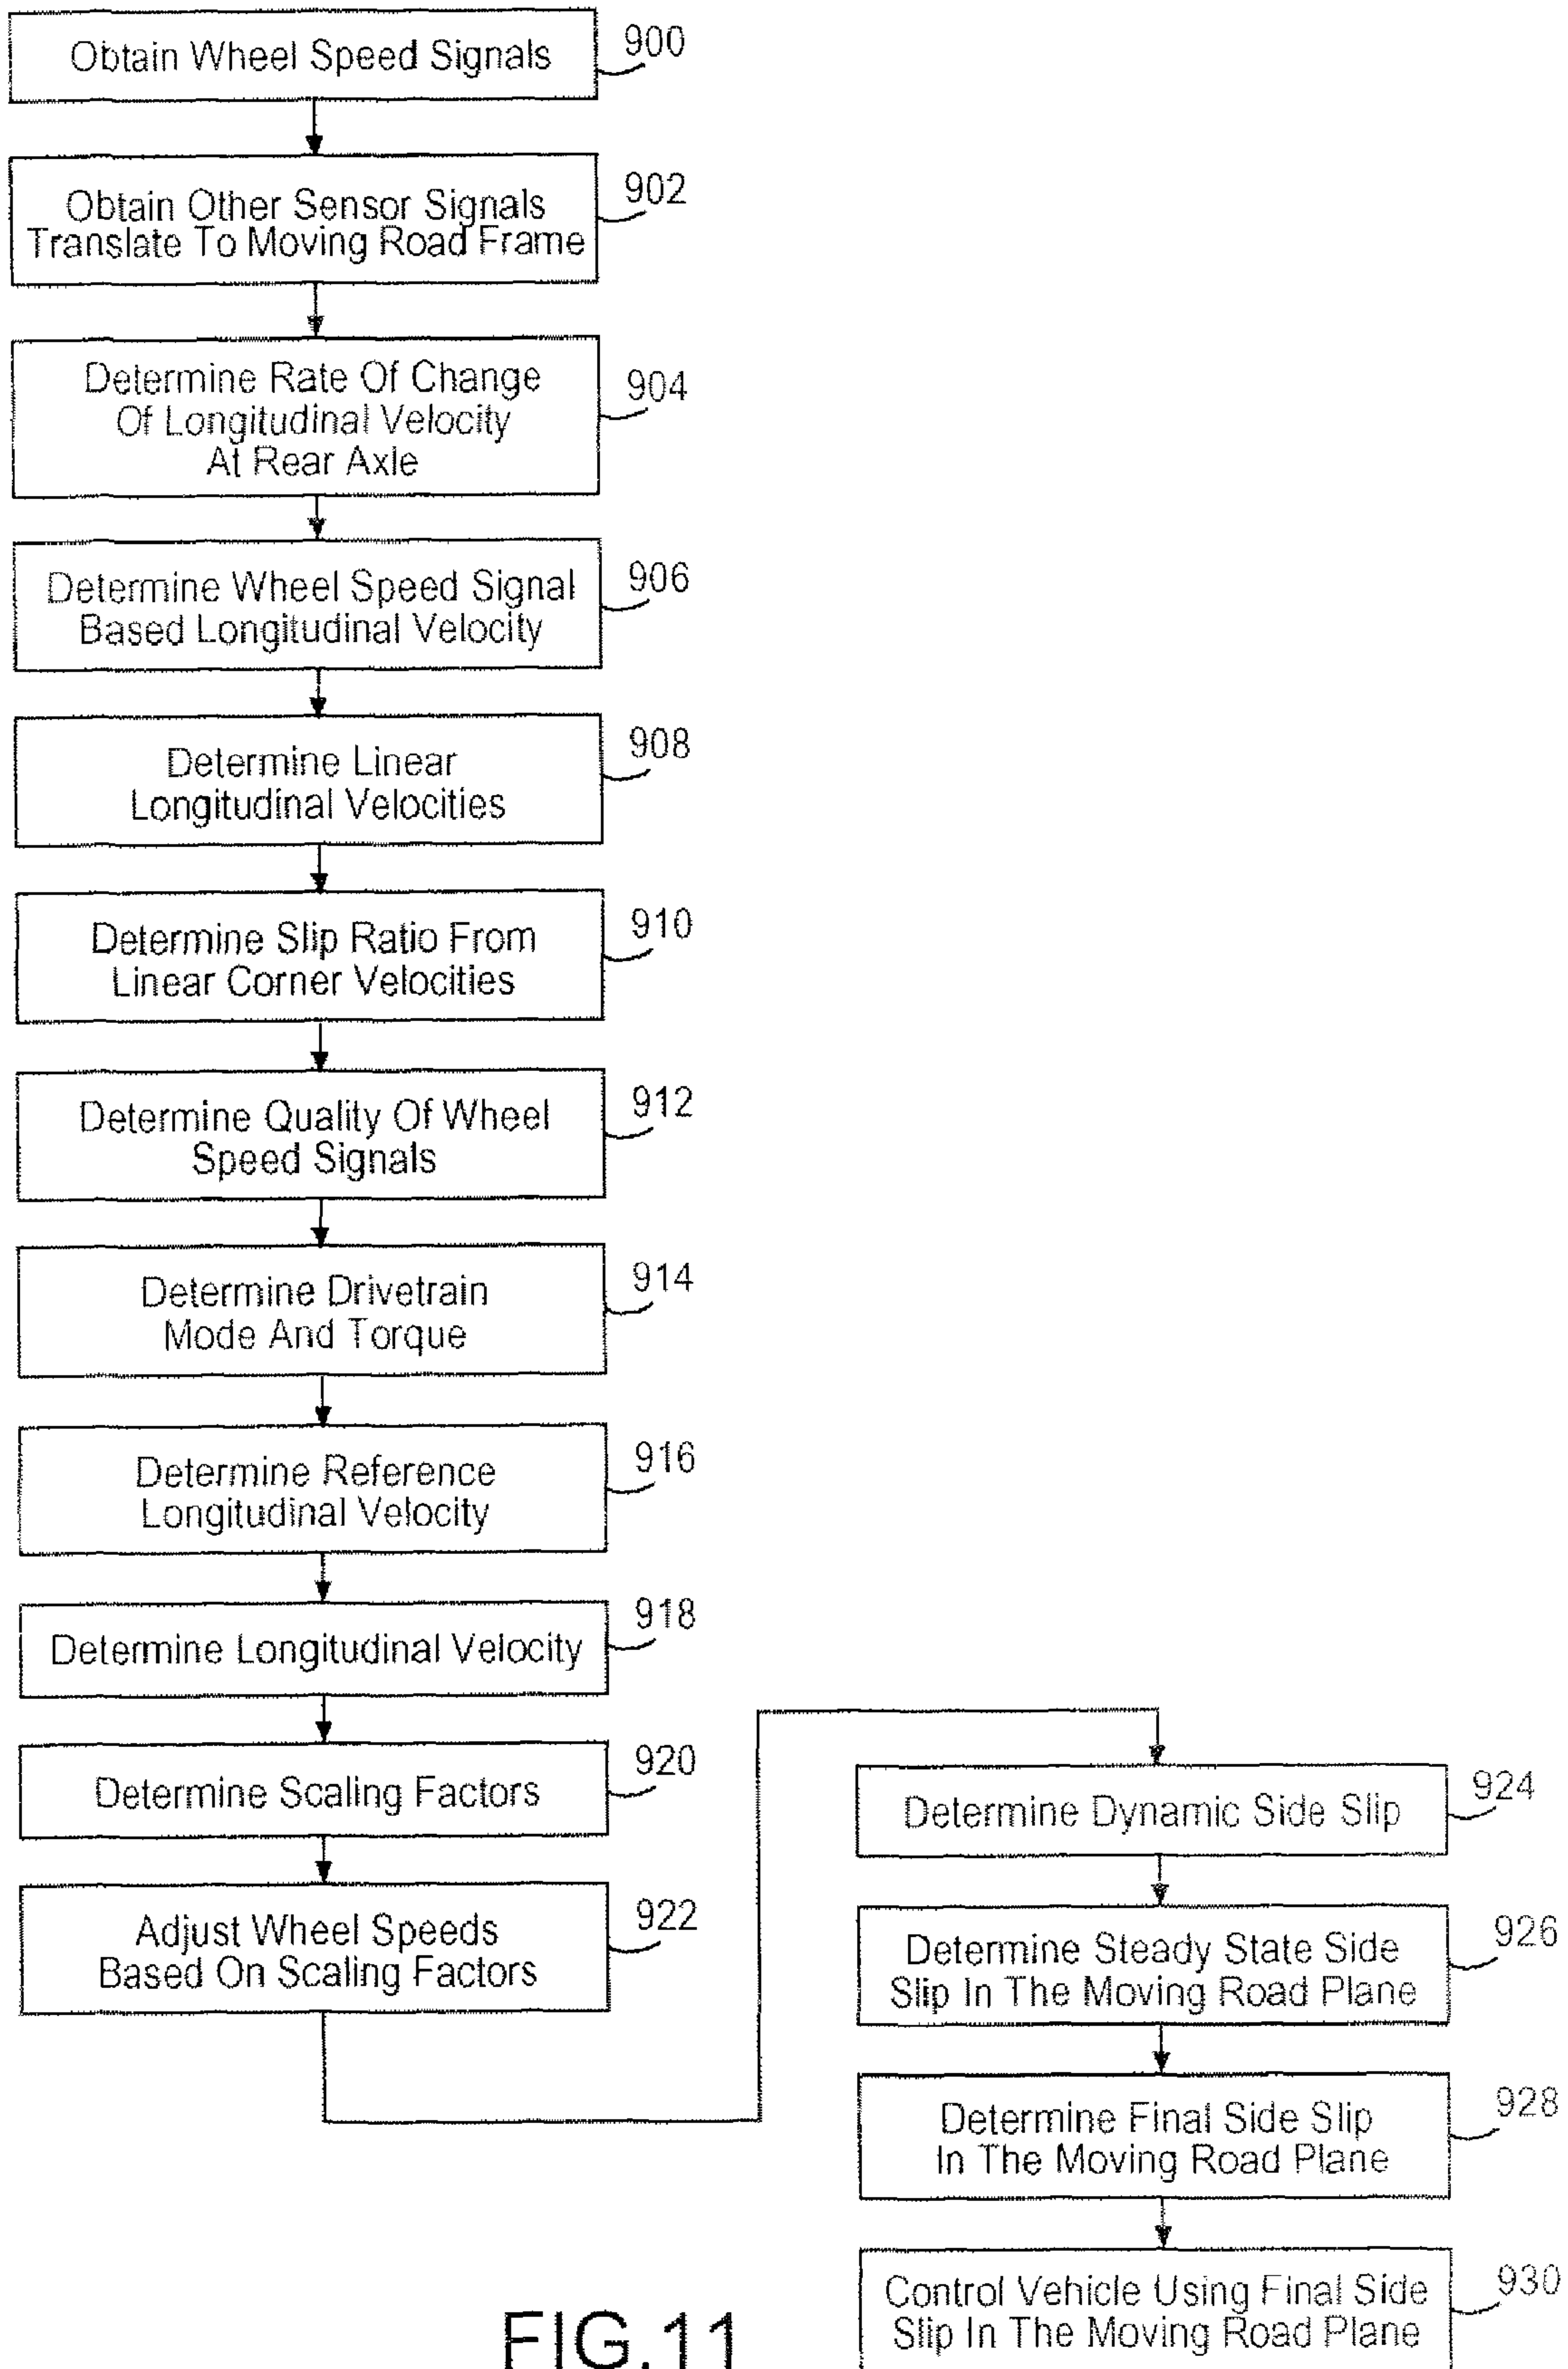 Obtain Wheel Speed Signals
900
Obtain Other Sensor Signals
Translate To Moving Road Frame
902
Determine Rate Of Change
Of Longitudinal Velocity
At Rear Axle
904
Determine Wheel Speed Signal
Based Longitudinal Velocity
906
Determine Linear
Longitudinal Velocities
908
Determine Slip Ratio From
Linear Corner Velocities
910
Determine Quality Of Wheel
Speed Signals
912
Determine Drivetrain
Mode And Torque
914
Determine Reference
Longitudinal Velocity
916
Determine Longitudinal Velocity
918
Determine Scaling Factors
920
Adjust Wheel Speeds
Based On Scaling Factors
922
Determine Dynamic Side Slip
924
Determine Steady State Side
Slip In The Moving Road Plane
926
Determine Final Side Slip
In The Moving Road Plane
928
Control Vehicle Using Final Side
Slip In The Moving Road Plane
930
FIG.11